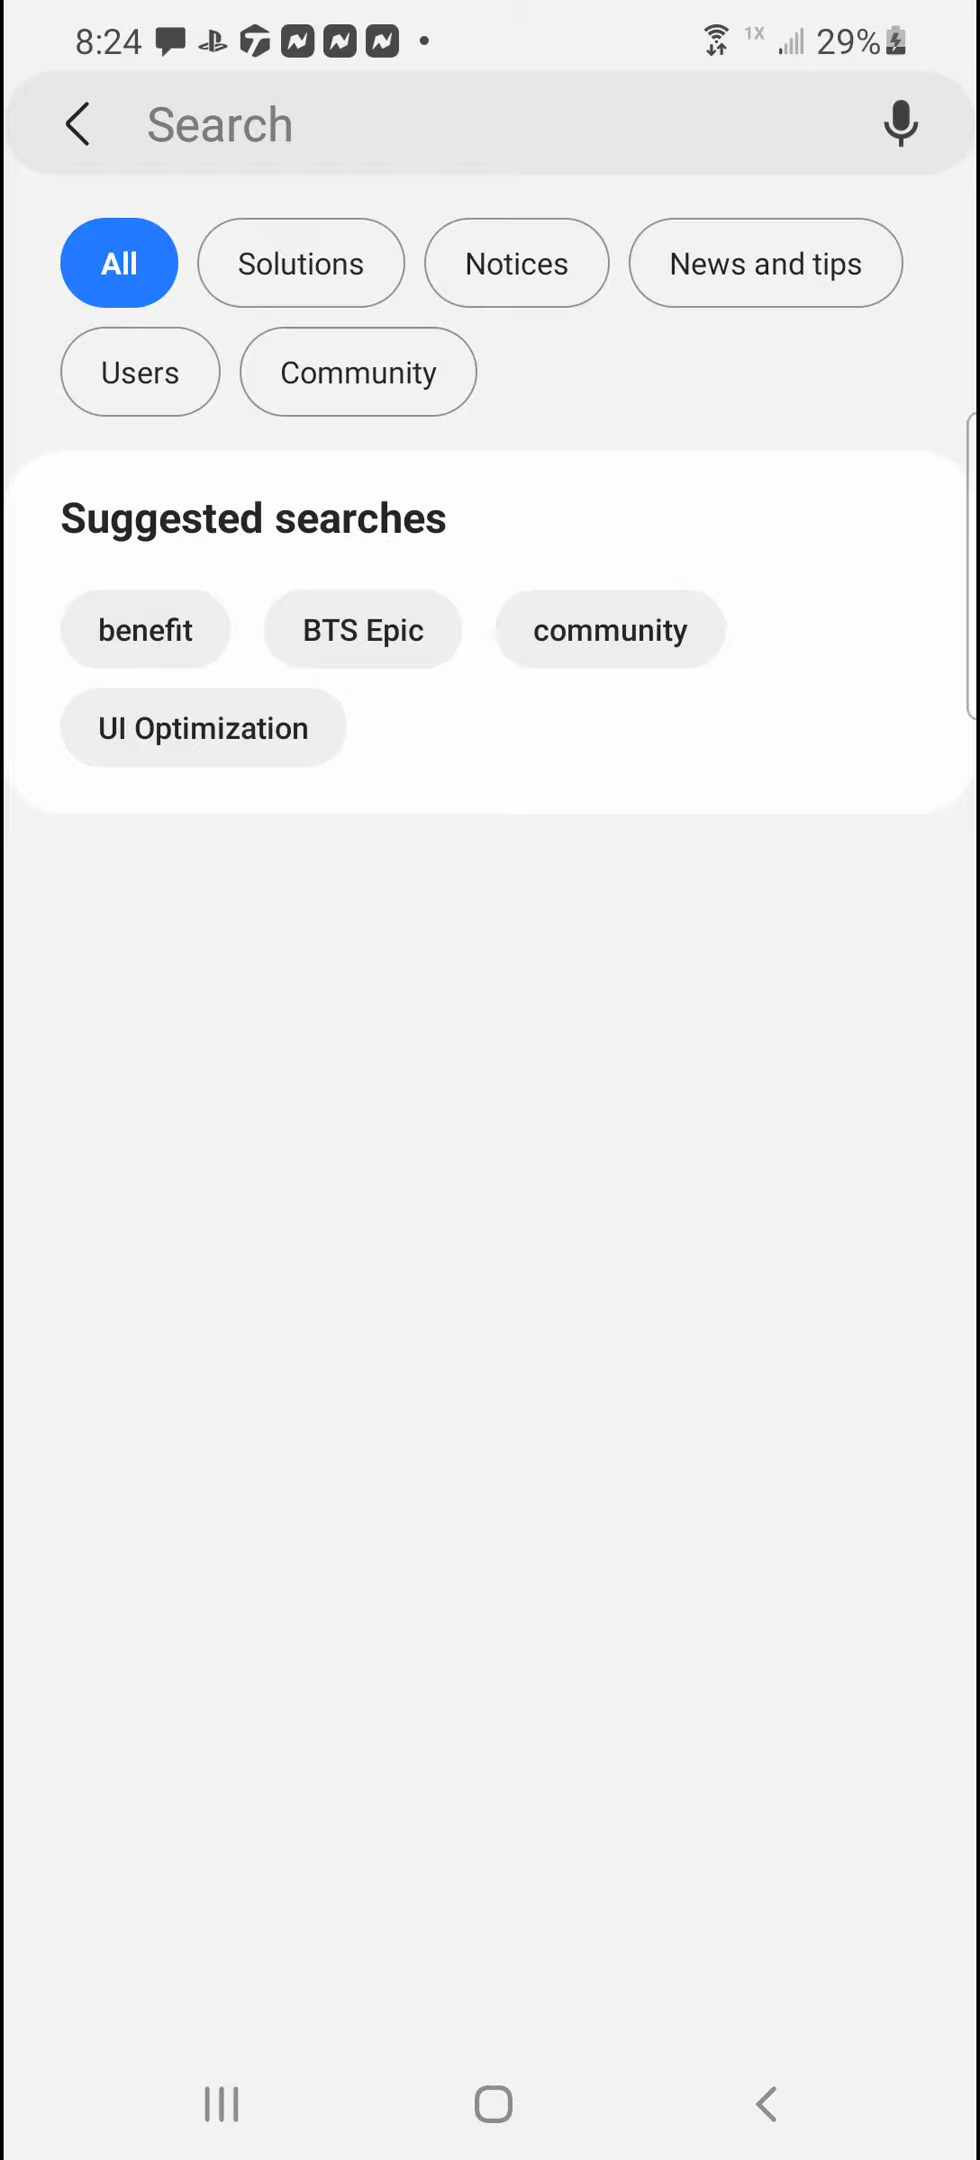 8:24 1X 29%
Search
All Solutions Notices News and tips
Users Community
Suggested searches
benefit BTS Epic community
UI Optimization